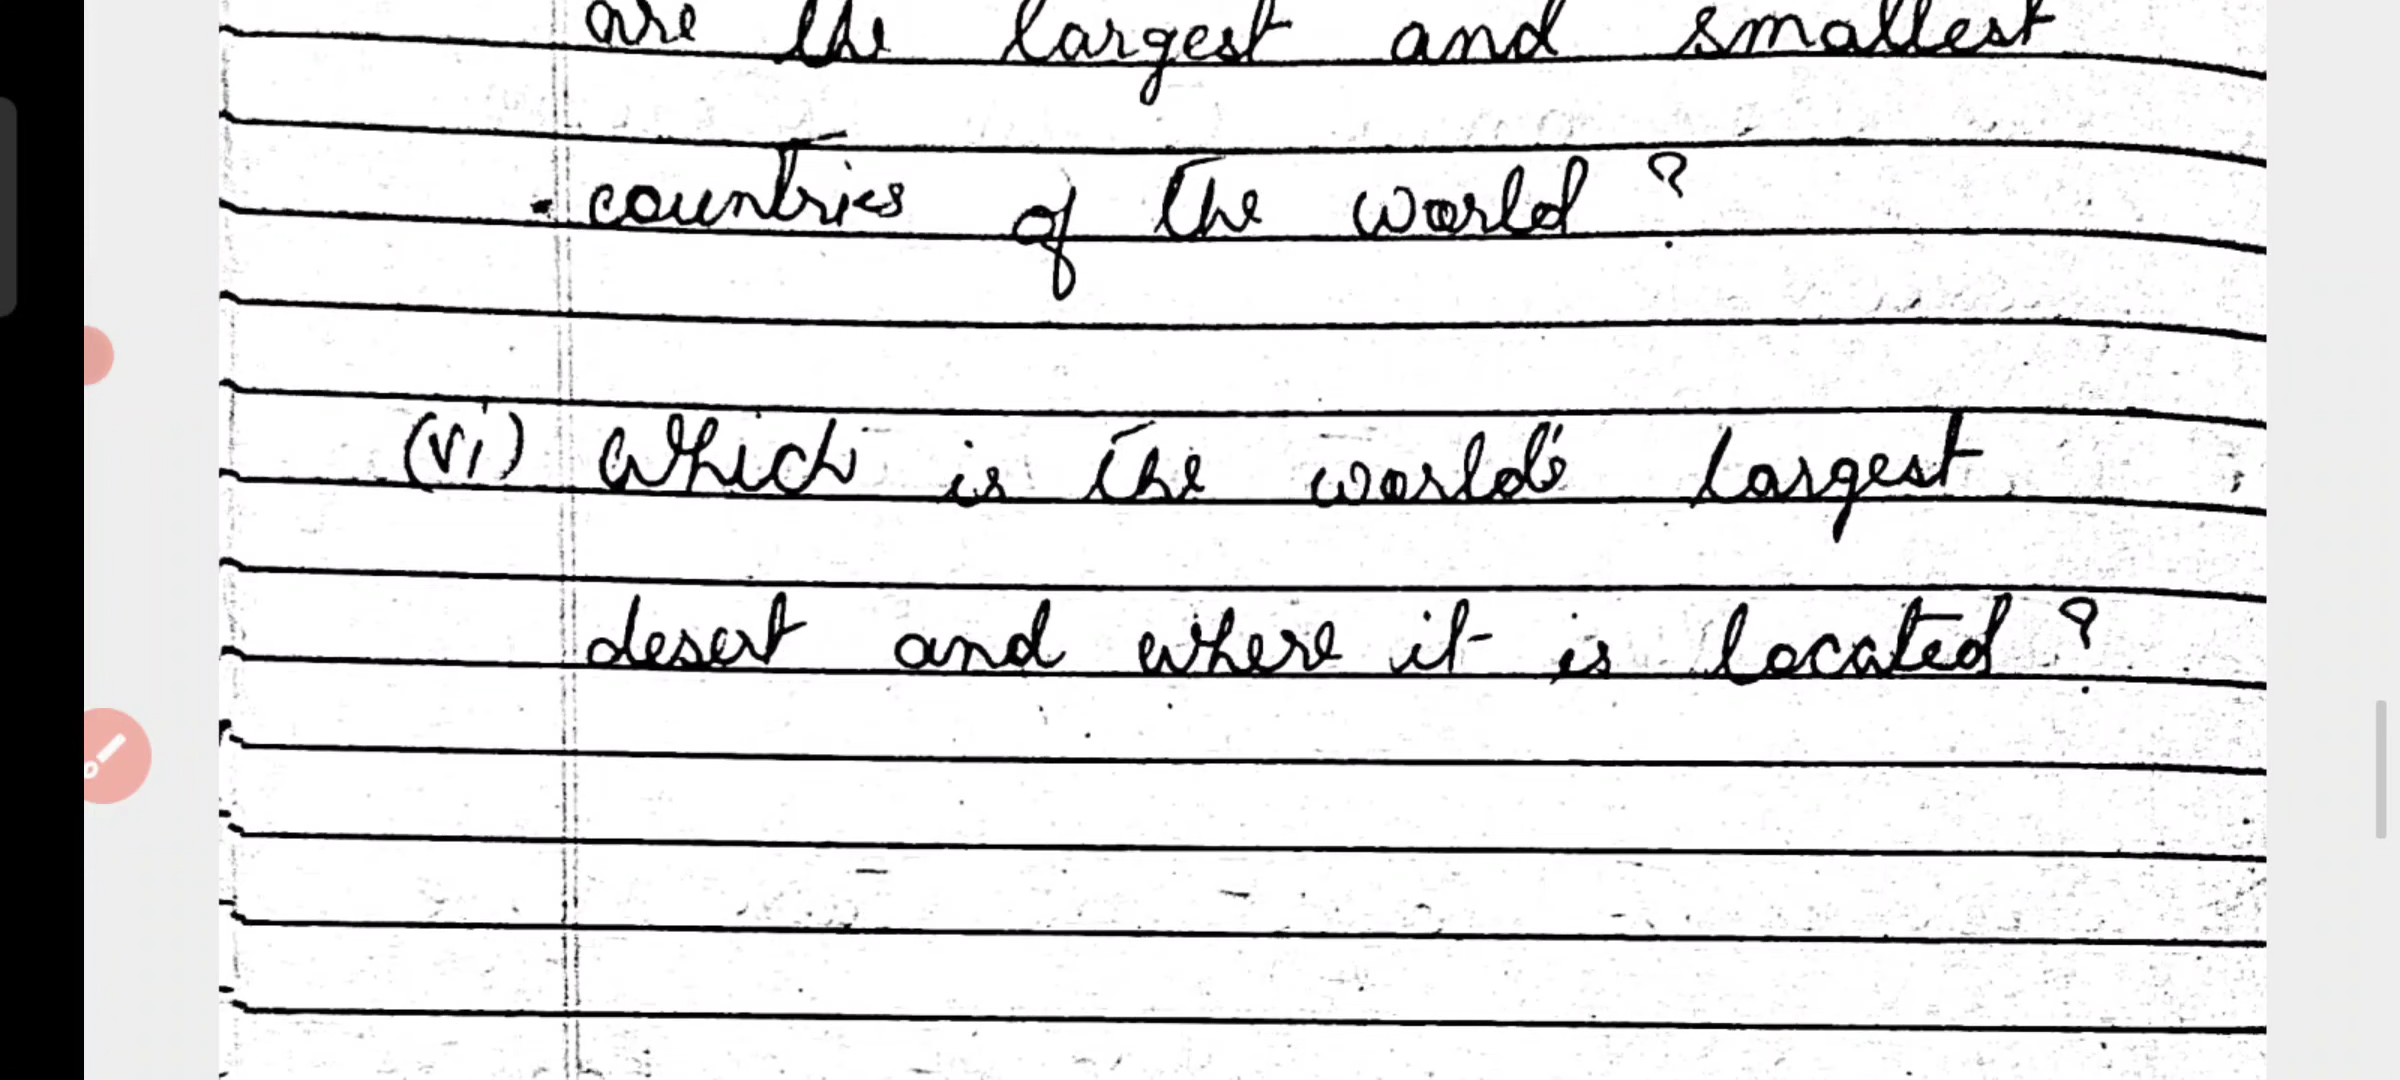 are the largest and smallest
countries of the world?
(vi) Which is the world's largest
desert and where it is located?